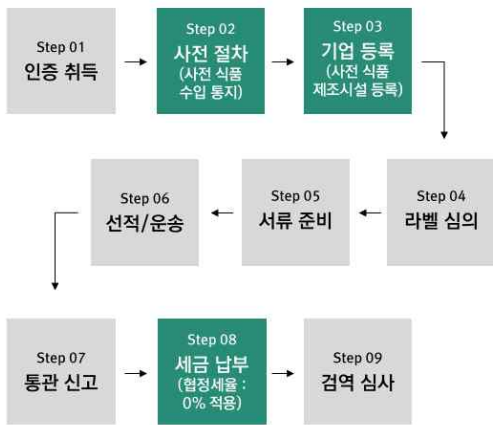 Step 01
인증 취득
Step 02
사전 절차
(사전 식품
수입 통지)
Step 03
기업 등록
(사전 식품
제조시설 등록)
Step 04
라벨 심의
Step 05
서류 준비
Step 06
선적/운송
Step 07
통관 신고
Step 08
세금 납부
(협정세율 :
0% 적용)
Step 09
검역 심사